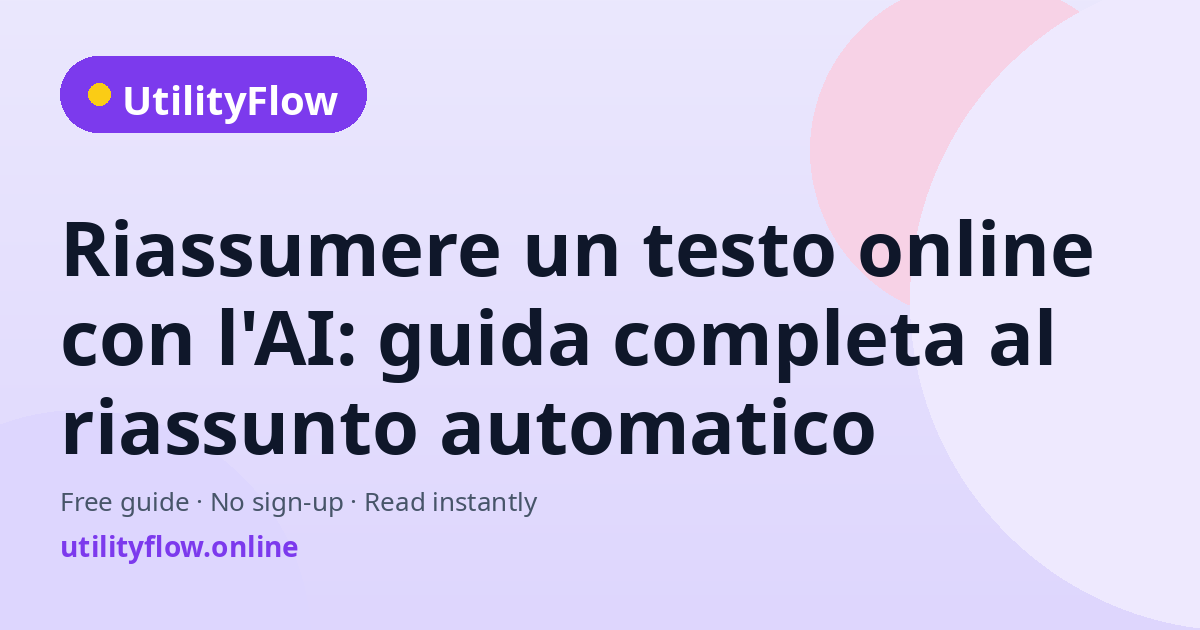 UtilityFlow
Riassumere un testo online
con l'AI: guida completa al
riassunto automatico
Free guide · No sign-up · Read instantly
utilityflow.online